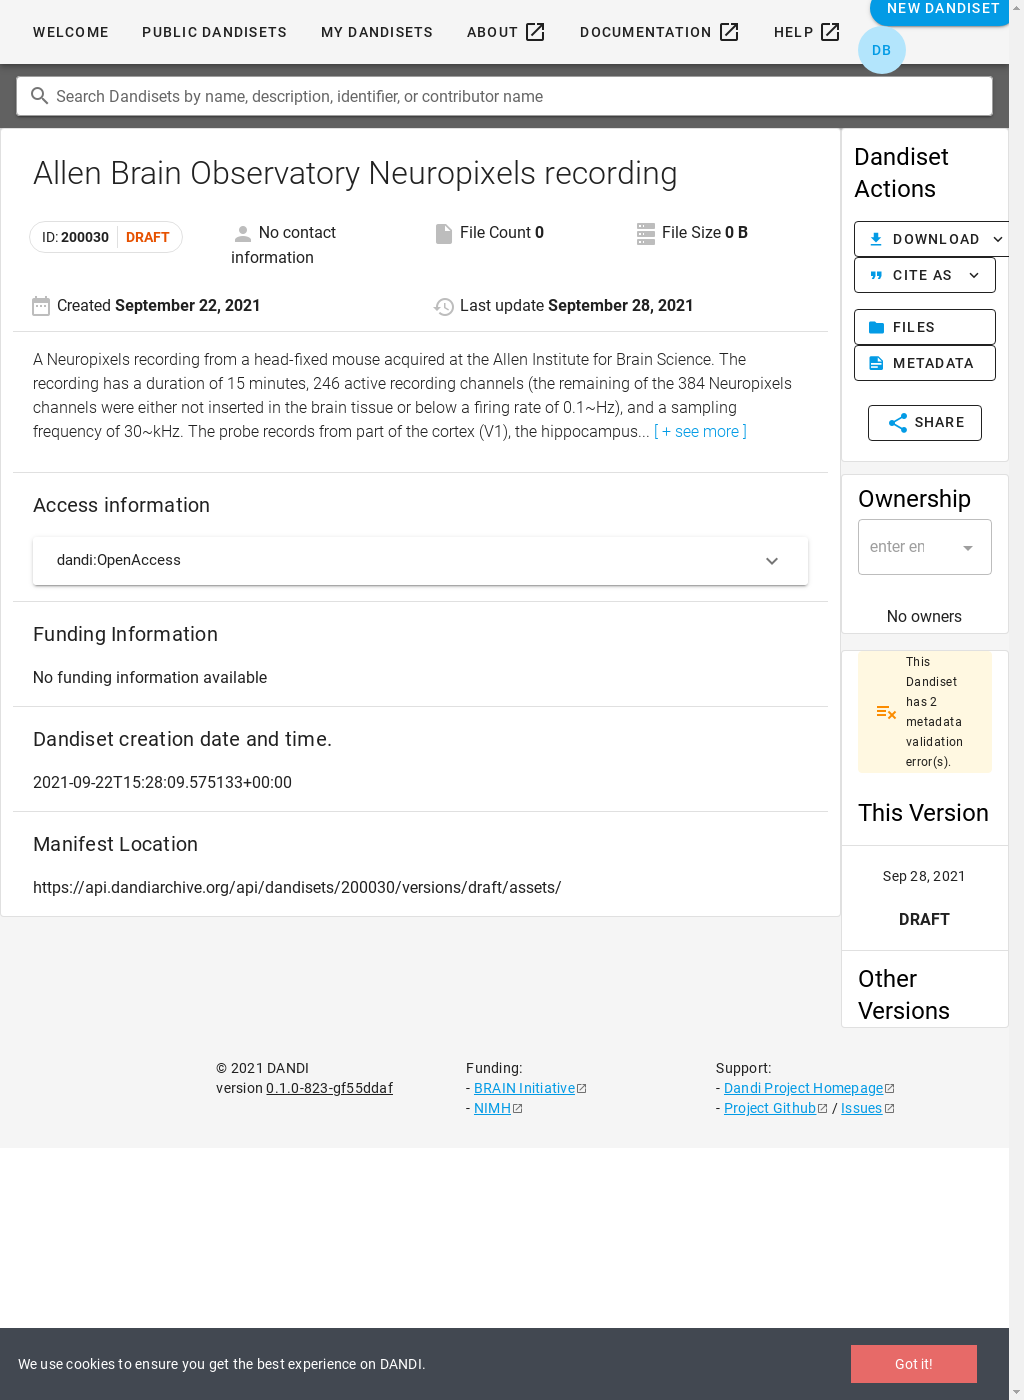 WELCOME PUBLIC DANDISETS MY DANDISETS ABOUT DOCUMENTATION HELP NEW DANDISET
DB
Search Dandisets by name, description, identifier, or contributor name
Allen Brain Observatory Neuropixels recording
ID: 200030 DRAFT
No contact information
File Count 0
File Size 0 B
Created September 22, 2021
Last update September 28, 2021
A Neuropixels recording from a head-fixed mouse acquired at the Allen Institute for Brain Science. The
recording has a duration of 15 minutes, 246 active recording channels (the remaining of the 384 Neuropixels
channels were either not inserted in the brain tissue or below a firing rate of 0.1~Hz), and a sampling
frequency of 30~kHz. The probe records from part of the cortex (V1), the hippocampus... [ + see more ]
Access information
dandi:OpenAccess
Funding Information
No funding information available
Dandiset creation date and time.
2021-09-22T15:28:09.575133+00:00
Manifest Location
https://api.dandiarchive.org/api/dandisets/200030/versions/draft/assets/
Dandiset
Actions
DOWNLOAD
CITE AS
FILES
METADATA
SHARE
Ownership
enter en
No owners
This
Dandiset
has 2
metadata
validation
error(s).
This Version
Sep 28, 2021
DRAFT
Other
Versions
© 2021 DANDI
version 0.1.0-823-gf55ddaf
Funding:
- BRAIN Initiative
- NIMH
Support:
- Dandi Project Homepage
- Project Github / Issues
We use cookies to ensure you get the best experience on DANDI.
Got it!